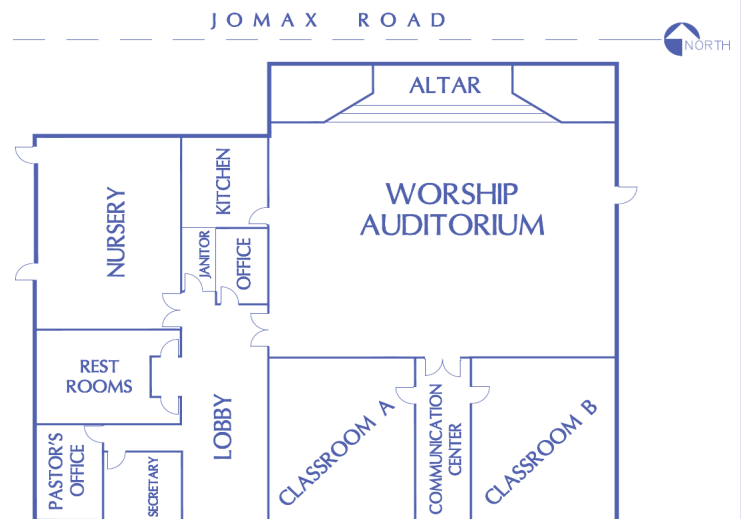 JOMAX ROAD
NORTH
ALTAR
WORSHIP
AUDITORIUM
KITCHEN
NURSERY
JANITOR
OFFICE
REST
ROOMS
LOBBY
CLASSROOM A
COMMUNICATION
CENTER
CLASSROOM B
PASTOR'S
OFFICE
SECRETARY